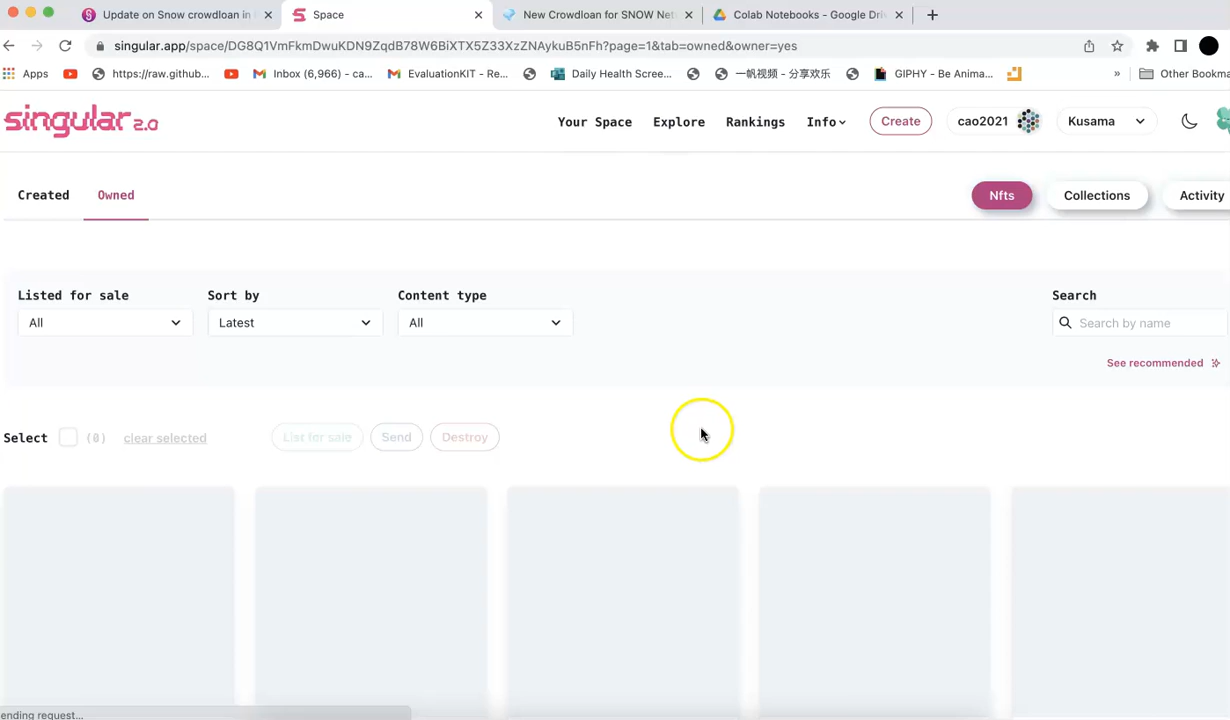 Update on Snow crowdloan in
Space
New Crowdloan for SNOW Net
Colab Notebooks - Google Dri
singular.app/space/DG8Q1VmFkmDwuKDN9ZqdB78W6BiXTX5Z33XzZNAykuB5nFh?page=1&tab=owned&owner=yes
Apps
https://raw.github...
Inbox (6,966) - ca...
EvaluationKIT - Re...
Daily Health Scree...
一帆视频 - 分享欢乐
GIPHY - Be Anima...
»
Other Bookma
singular 2.0
Your Space
Explore
Rankings
Info
Create
cao2021
Kusama
Created
Owned
Nfts
Collections
Activity
Listed for sale
Sort by
Content type
Search
All
Latest
All
Search by name
See recommended
Select
(0)
clear selected
List for sale
Send
Destroy
ending request...